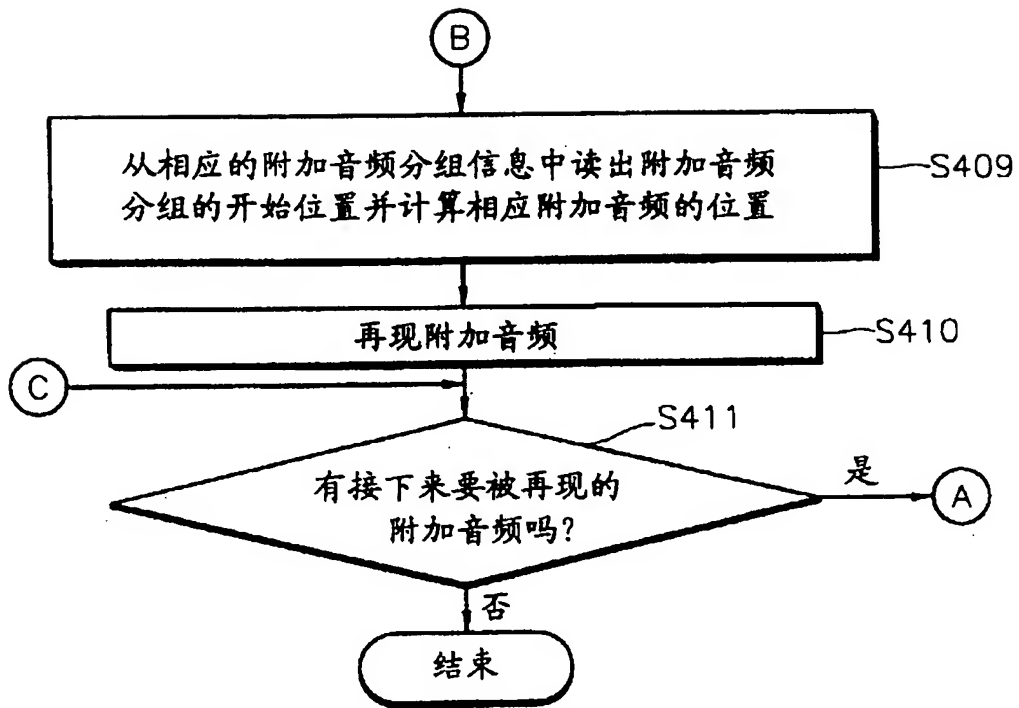 B
从相应的附加音频分组信息中读出附加音频
分组的开始位置并计算相应附加音频的位置
S409
再现附加音频
S410
C
S411
有接下来要被再现的
附加音频吗?
是
A
否
结束